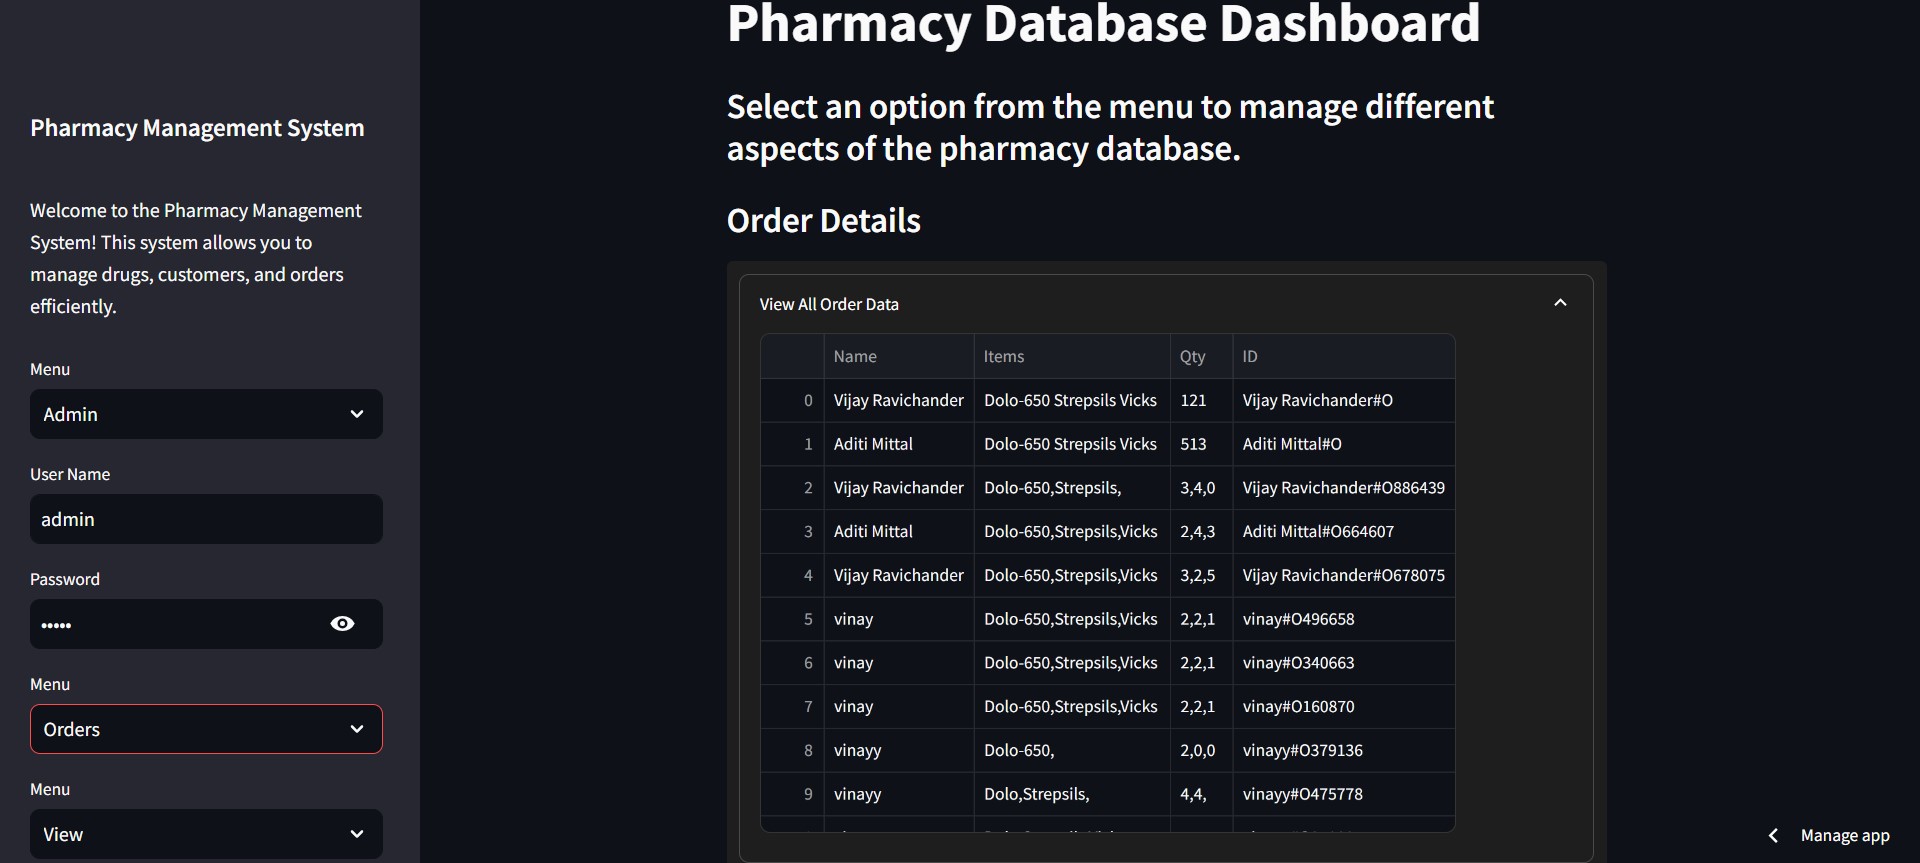 Pharmacy Management System
Welcome to the Pharmacy Management
System! This system allows you to
manage drugs, customers, and orders
efficiently.
Menu
Admin
User Name
admin
Password
•••••
Menu
Orders
Menu
View
Pharmacy Database Dashboard
Select an option from the menu to manage different
aspects of the pharmacy database.
Order Details
View All Order Data
Name Items Qty ID
0 Vijay Ravichander Dolo-650 Strepsils Vicks 121 Vijay Ravichander#O
1 Aditi Mittal Dolo-650 Strepsils Vicks 513 Aditi Mittal#O
2 Vijay Ravichander Dolo-650,Strepsils, 3,4,0 Vijay Ravichander#O886439
3 Aditi Mittal Dolo-650,Strepsils,Vicks 2,4,3 Aditi Mittal#O664607
4 Vijay Ravichander Dolo-650,Strepsils,Vicks 3,2,5 Vijay Ravichander#O678075
5 vinay Dolo-650,Strepsils,Vicks 2,2,1 vinay#O496658
6 vinay Dolo-650,Strepsils,Vicks 2,2,1 vinay#O340663
7 vinay Dolo-650,Strepsils,Vicks 2,2,1 vinay#O160870
8 vinayy Dolo-650, 2,0,0 vinayy#O379136
9 vinayy Dolo,Strepsils, 4,4, vinayy#O475778
Manage app